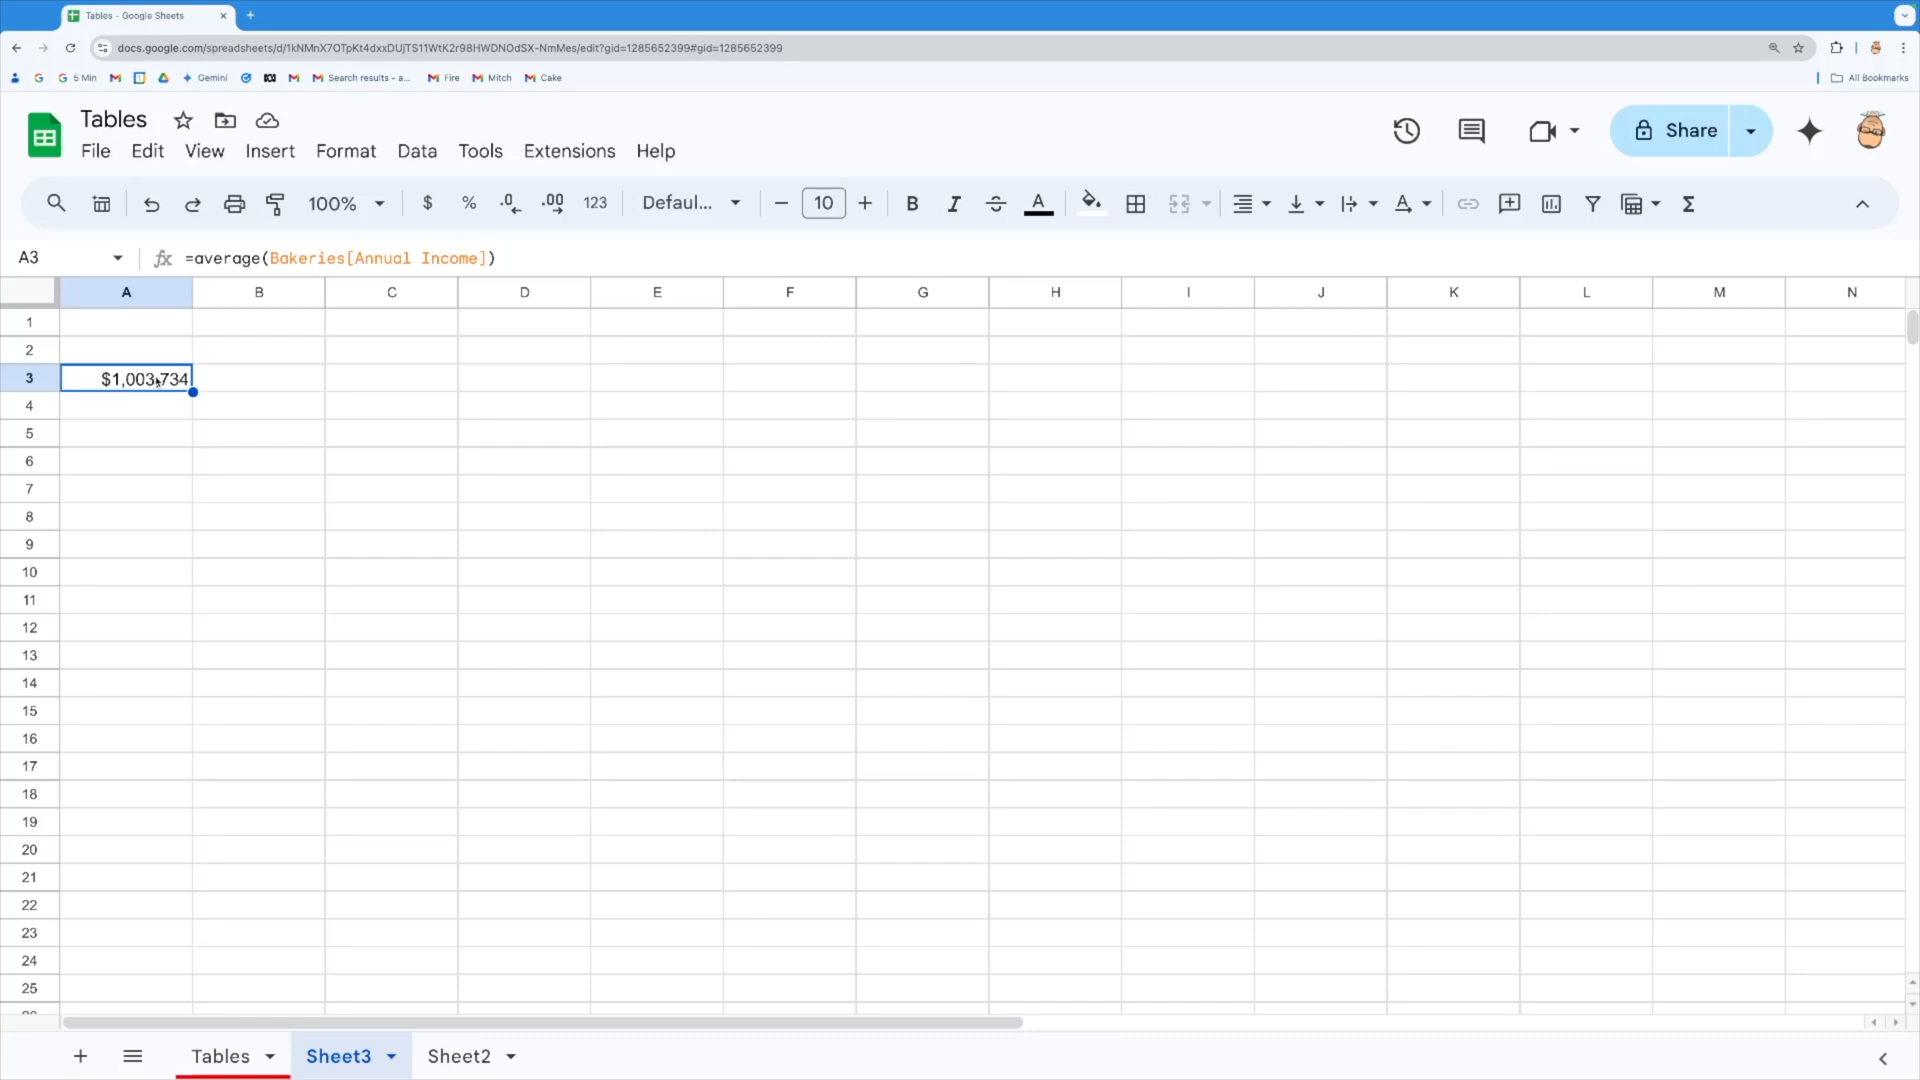 Tables - Google Sheets
docs.google.com/spreadsheets/d/1kNMnX7OTpKt4dxxDUjTS11WtK2r98HWDNOdSX-NmMes/edit?gid=1285652399#gid=1285652399
5 Min Gemini Search results - a... Fire Mitch Cake All Bookmarks
Tables
File Edit View Insert Format Data Tools Extensions Help
Share
100% $ % .0 .00 123 Defaul... 10 B I A
A3 fx =average(Bakeries[Annual Income])
A B C D E F G H I J K L M N
1
2
3 $1,003,734
4
5
6
7
8
9
10
11
12
13
14
15
16
17
18
19
20
21
22
23
24
25
Tables Sheet3 Sheet2